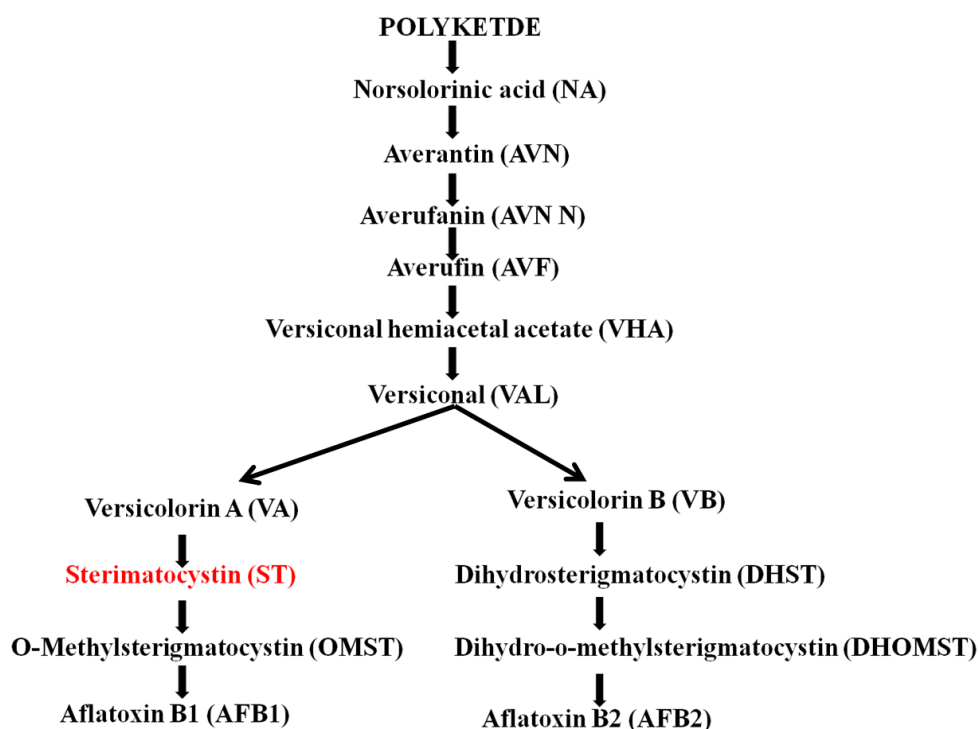 POLYKETDE
Norsolorinic acid (NA)
Averantin (AVN)
Averufanin (AVN N)
Averufin (AVF)
Versiconal hemiacetal acetate (VHA)
Versiconal (VAL)
Versicolorin A (VA)
Versicolorin B (VB)
Sterimatocystin (ST)
Dihydrosterigmatocystin (DHST)
O-Methylsterigmatocystin (OMST)
Dihydro-o-methylsterigmatocystin (DHOMST)
Aflatoxin B1 (AFB1)
Aflatoxin B2 (AFB2)